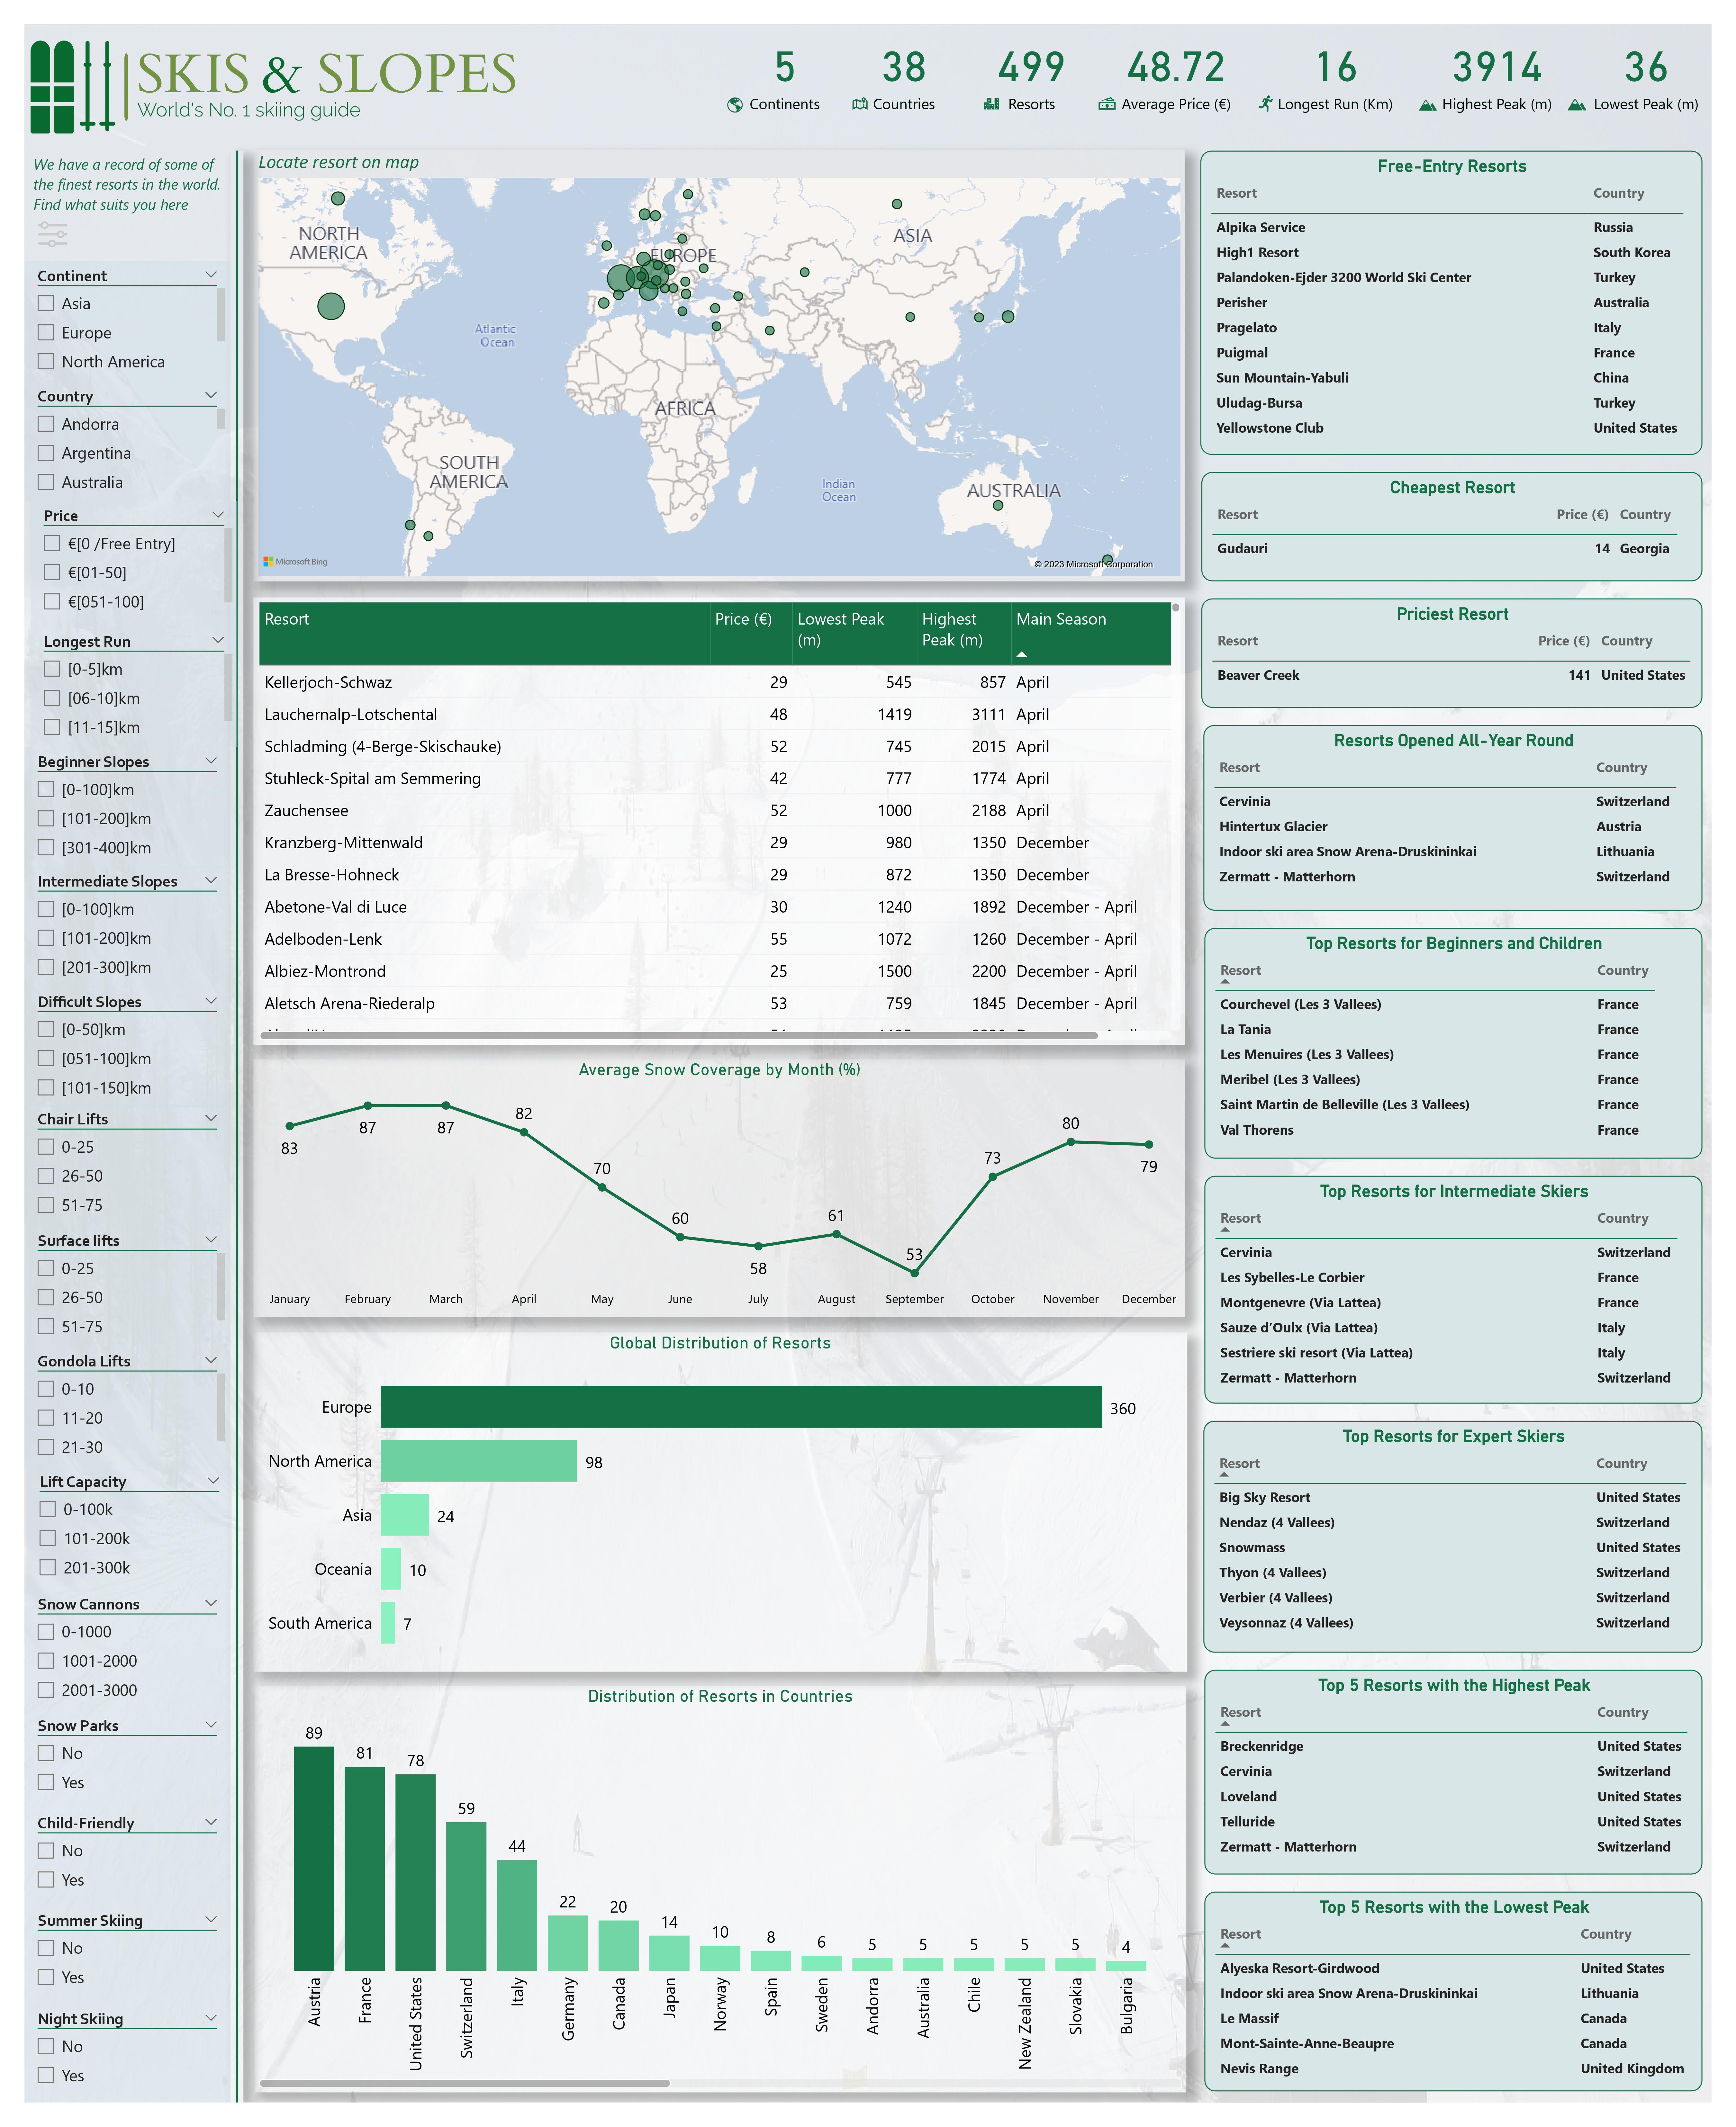 SKIS & SLOPES
World's No. 1 skiing guide
5 38 499 48.72 16 3914 36
Continents Countries Resorts Average Price (€) Longest Run (Km) Highest Peak (m) Lowest Peak (m)
We have a record of some of
the finest resorts in the world.
Find what suits you here
Continent
Asia
Europe
North America
Country
Andorra
Argentina
Australia
Price
€[0 /Free Entry]
€[01-50]
€[051-100]
Longest Run
[0-5]km
[06-10]km
[11-15]km
Beginner Slopes
[0-100]km
[101-200]km
[301-400]km
Intermediate Slopes
[0-100]km
[101-200]km
[201-300]km
Difficult Slopes
[0-50]km
[051-100]km
[101-150]km
Chair Lifts
0-25
26-50
51-75
Surface lifts
0-25
26-50
51-75
Gondola Lifts
0-10
11-20
21-30
Lift Capacity
0-100k
101-200k
201-300k
Snow Cannons
0-1000
1001-2000
2001-3000
Snow Parks
No
Yes
Child-Friendly
No
Yes
Summer Skiing
No
Yes
Night Skiing
No
Yes
Locate resort on map
NORTH
AMERICA
EUROPE
ASIA
Atlantic
Ocean
AFRICA
SOUTH
AMERICA
Indian
Ocean
AUSTRALIA
Microsoft Bing
© 2023 Microsoft Corporation
Resort Price (€) Lowest Peak (m) Highest Peak (m) Main Season
Kellerjoch-Schwaz 29 545 857 April
Lauchernalp-Lotschental 48 1419 3111 April
Schladming (4-Berge-Skischauke) 52 745 2015 April
Stuhleck-Spital am Semmering 42 777 1774 April
Zauchensee 52 1000 2188 April
Kranzberg-Mittenwald 29 980 1350 December
La Bresse-Hohneck 29 872 1350 December
Abetone-Val di Luce 30 1240 1892 December - April
Adelboden-Lenk 55 1072 1260 December - April
Albiez-Montrond 25 1500 2200 December - April
Aletsch Arena-Riederalp 53 759 1845 December - April
Average Snow Coverage by Month (%)
83 87 87 82 70 60 58 61 53 73 80 79
January February March April May June July August September October November December
Global Distribution of Resorts
Europe 360
North America 98
Asia 24
Oceania 10
South America 7
Distribution of Resorts in Countries
89 81 78 59 44 22 20 14 10 8 6 5 5 5 5 5 4
Austria France United States Switzerland Italy Germany Canada Japan Norway Spain Sweden Andorra Australia Chile New Zealand Slovakia Bulgaria
Free-Entry Resorts
Resort Country
Alpika Service Russia
High1 Resort South Korea
Palandoken-Ejder 3200 World Ski Center Turkey
Perisher Australia
Pragelato Italy
Puigmal France
Sun Mountain-Yabuli China
Uludag-Bursa Turkey
Yellowstone Club United States
Cheapest Resort
Resort Price (€) Country
Gudauri 14 Georgia
Priciest Resort
Resort Price (€) Country
Beaver Creek 141 United States
Resorts Opened All-Year Round
Resort Country
Cervinia Switzerland
Hintertux Glacier Austria
Indoor ski area Snow Arena-Druskininkai Lithuania
Zermatt - Matterhorn Switzerland
Top Resorts for Beginners and Children
Resort Country
Courchevel (Les 3 Vallees) France
La Tania France
Les Menuires (Les 3 Vallees) France
Meribel (Les 3 Vallees) France
Saint Martin de Belleville (Les 3 Vallees) France
Val Thorens France
Top Resorts for Intermediate Skiers
Resort Country
Cervinia Switzerland
Les Sybelles-Le Corbier France
Montgenevre (Via Lattea) France
Sauze d’Oulx (Via Lattea) Italy
Sestriere ski resort (Via Lattea) Italy
Zermatt - Matterhorn Switzerland
Top Resorts for Expert Skiers
Resort Country
Big Sky Resort United States
Nendaz (4 Vallees) Switzerland
Snowmass United States
Thyon (4 Vallees) Switzerland
Verbier (4 Vallees) Switzerland
Veysonnaz (4 Vallees) Switzerland
Top 5 Resorts with the Highest Peak
Resort Country
Breckenridge United States
Cervinia Switzerland
Loveland United States
Telluride United States
Zermatt - Matterhorn Switzerland
Top 5 Resorts with the Lowest Peak
Resort Country
Alyeska Resort-Girdwood United States
Indoor ski area Snow Arena-Druskininkai Lithuania
Le Massif Canada
Mont-Sainte-Anne-Beaupre Canada
Nevis Range United Kingdom